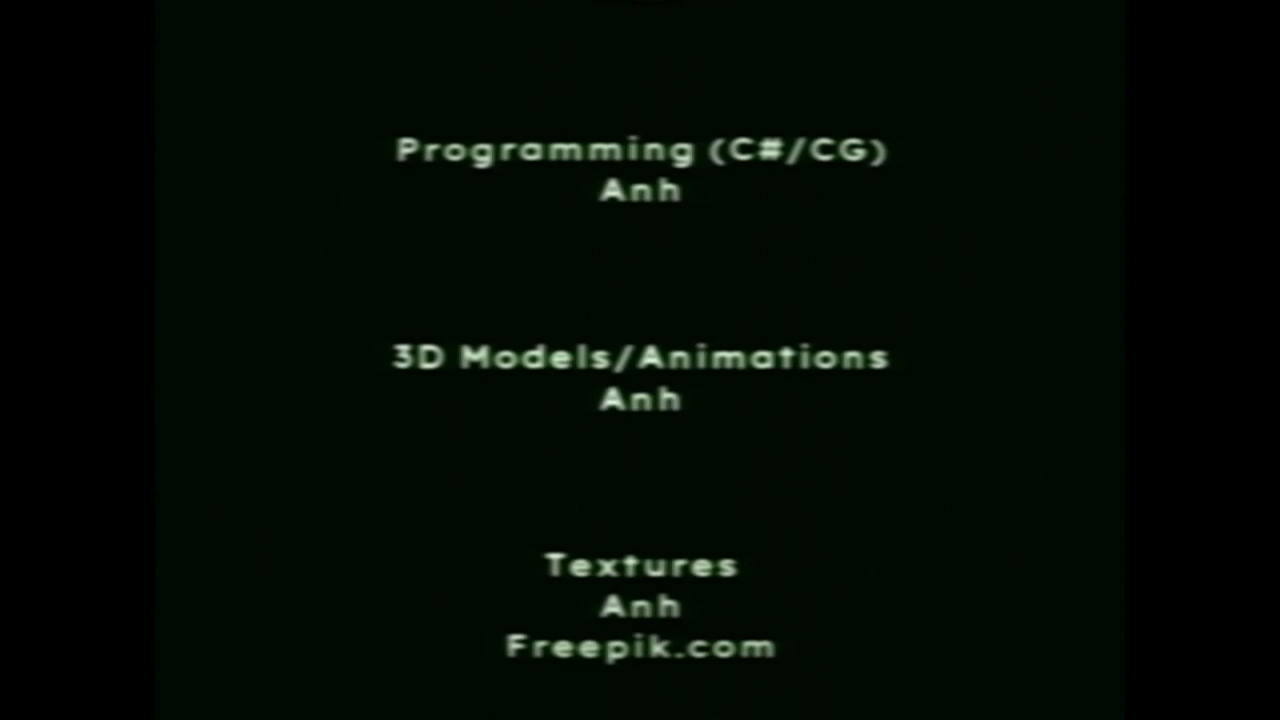 Programming (C#/CG)
Anh
3D Models/Animations
Anh
Textures
Anh
Freepik.com